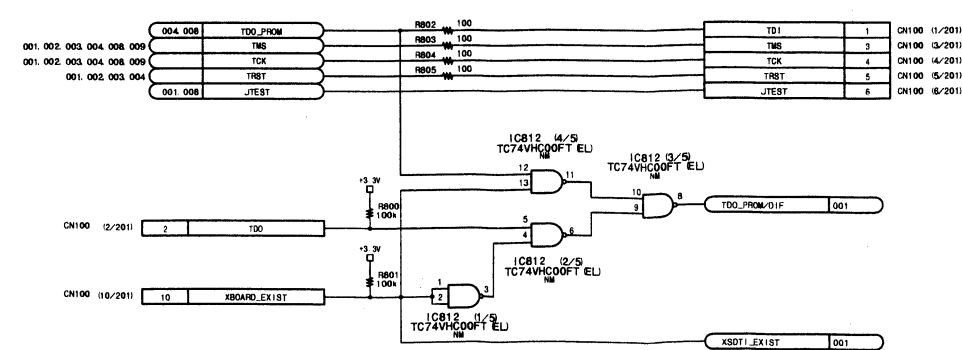 004. 008 TDO_PROM R802 100 TDI 1 CN100 (1/201)
001. 002. 003. 004. 008. 009 TMS R803 100 TMS 3 CN100 (3/201)
001. 002. 003. 004. 008. 009 TCK R804 100 TCK 4 CN100 (4/201)
001. 002. 003. 004 TRST R805 100 TRST 5 CN100 (5/201)
001. 008 JTEST JTEST 6 CN100 (6/201)
IC812 (4/5)
TC74VHC00FT (EL)
NM
12
13
11
IC812 (3/5)
TC74VHC00FT (EL)
NM
10
9
8
TDO_PROM/DIF 001
+3.3V
R800
100k
CN100 (2/201) 2 TDO
5
4
6
IC812 (2/5)
TC74VHC00FT (EL)
NM
+3.3V
R801
100k
CN100 (10/201) 10 XBOARD_EXIST
1
2
3
IC812 (1/5)
TC74VHC00FT (EL)
NM
XSDTI_EXIST 001